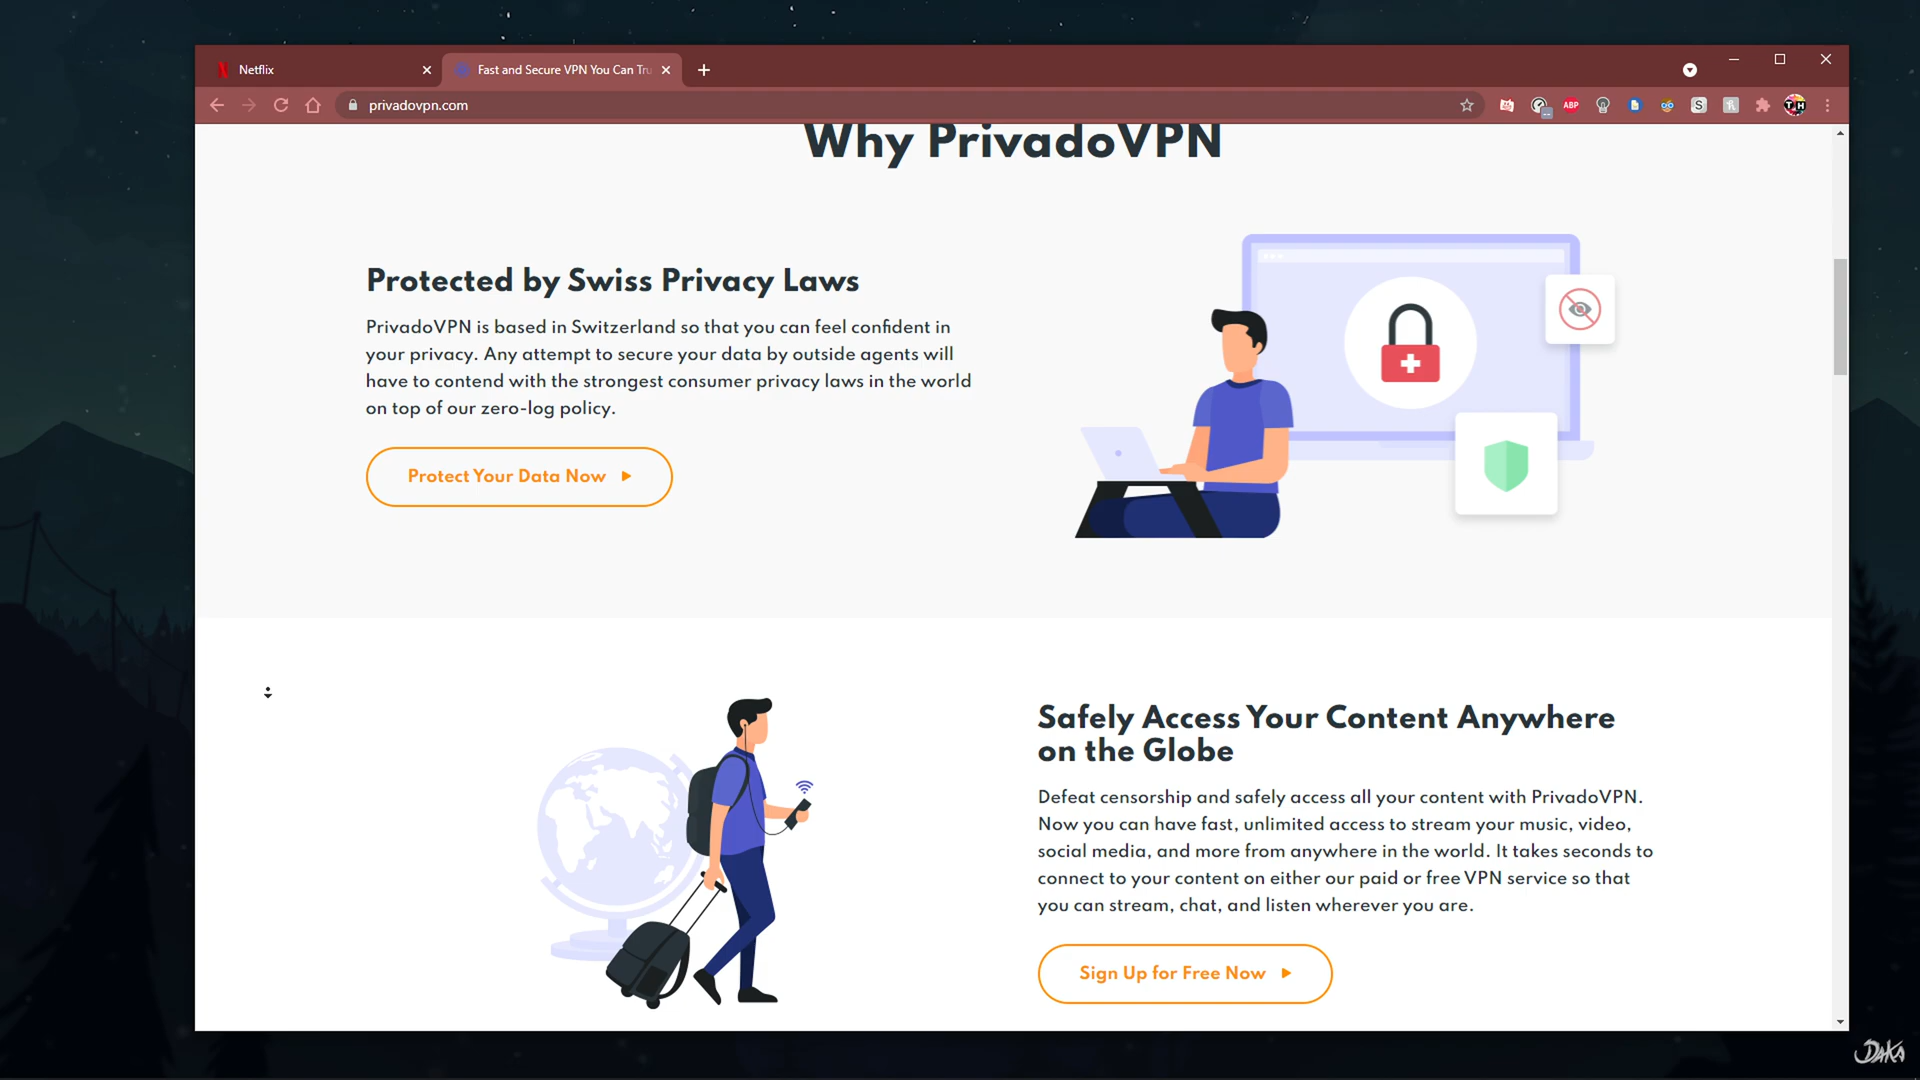 Netflix
Fast and Secure VPN You Can Tru
privadovpn.com
ABP
S
T H
Why PrivadoVPN
Protected by Swiss Privacy Laws
PrivadoVPN is based in Switzerland so that you can feel confident in
your privacy. Any attempt to secure your data by outside agents will
have to contend with the strongest consumer privacy laws in the world
on top of our zero-log policy.
Protect Your Data Now
Safely Access Your Content Anywhere
on the Globe
Defeat censorship and safely access all your content with PrivadoVPN.
Now you can have fast, unlimited access to stream your music, video,
social media, and more from anywhere in the world. It takes seconds to
connect to your content on either our paid or free VPN service so that
you can stream, chat, and listen wherever you are.
Sign Up for Free Now
DAKA